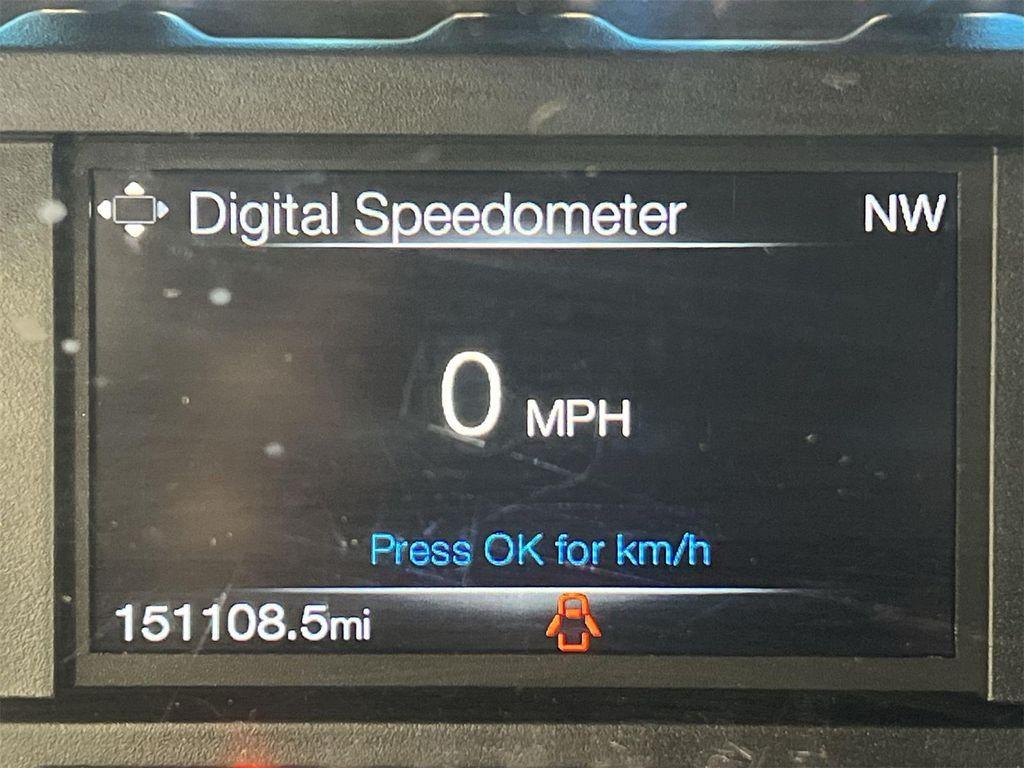 Digital Speedometer NW
0 MPH
Press OK for km/h
151108.5mi